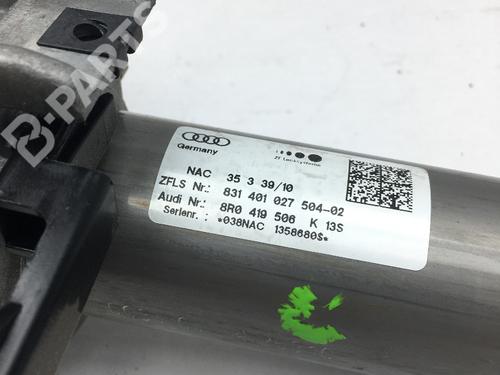 B-PARTS
Germany
ZF Lenksysteme
NAC 35 3 39/10
ZFLS Nr.: 831 401 027 504-02
Audi Nr.: 8R0 419 506 K 13S
Serienr.: *038NAC 1358680S*